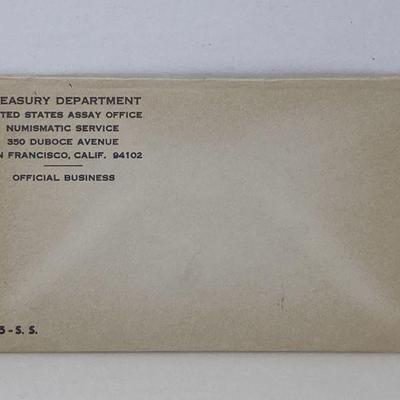 EASURY DEPARTMENT
TED STATES ASSAY OFFICE
NUMISMATIC SERVICE
350 DUBOCE AVENUE
N FRANCISCO, CALIF. 94102
OFFICIAL BUSINESS
5 - S. S.